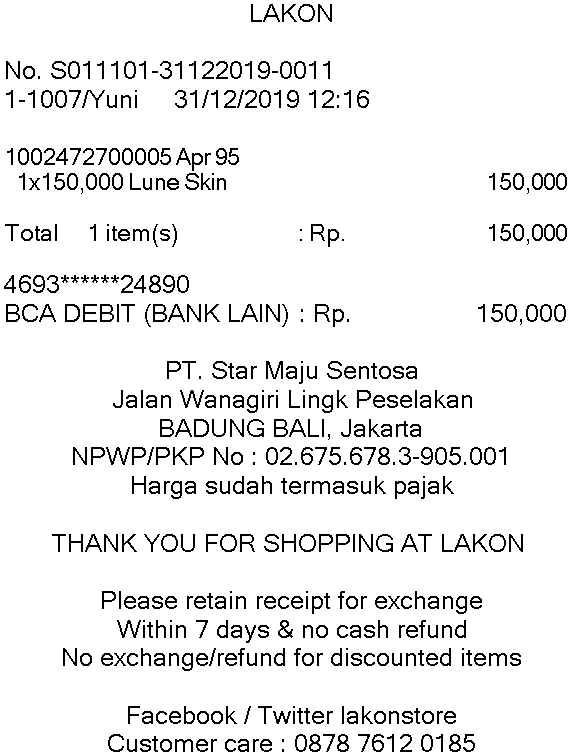 LAKON
No. S011101-31122019-0011
1-1007/Yuni 31/12/2019 12:16
1002472700005 Apr 95
1x150,000 Lune Skin 150,000
Total 1 item(s) : Rp. 150,000
4693******24890
BCA DEBIT (BANK LAIN) : Rp. 150,000
PT. Star Maju Sentosa
Jalan Wanagiri Lingk Peselakan
BADUNG BALI, Jakarta
NPWP/PKP No : 02.675.678.3-905.001
Harga sudah termasuk pajak
THANK YOU FOR SHOPPING AT LAKON
Please retain receipt for exchange
Within 7 days & no cash refund
No exchange/refund for discounted items
Facebook / Twitter lakonstore
Customer care : 0878 7612 0185